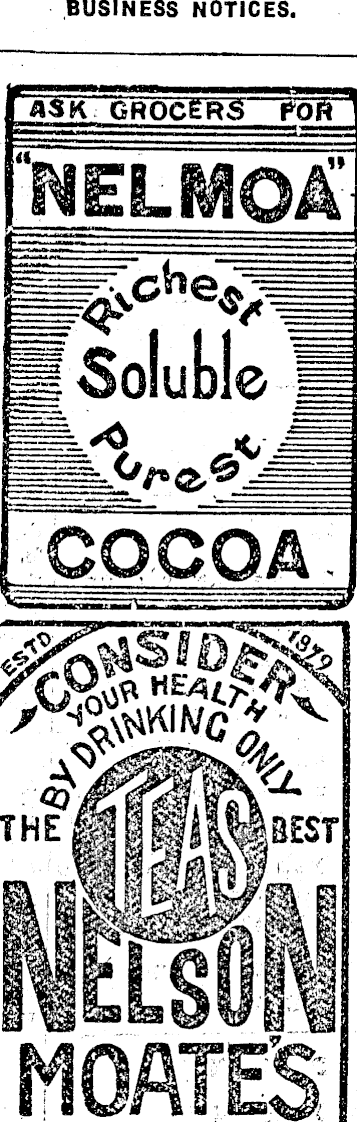 BUSINESS NOTICES.
ASK GROCERS FOR
"NELMOA"
Richest
Soluble
Purest
COCOA
ESTD 1879
CONSIDER
YOUR HEALTH
BY DRINKING ONLY
THE TEAS BEST
NELSON
MOATE'S